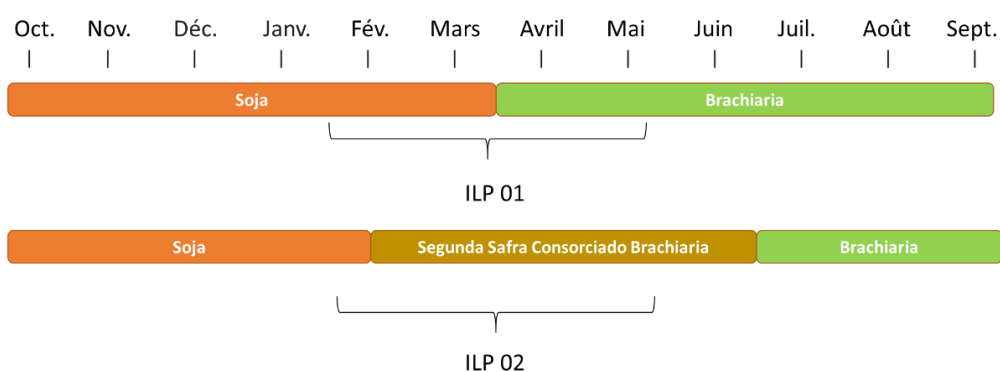 Oct. Nov. Déc. Janv. Fév. Mars Avril Mai Juin Juil. Août Sept.
Soja Brachiaria
ILP 01
Soja Segunda Safra Consorciado Brachiaria Brachiaria
ILP 02